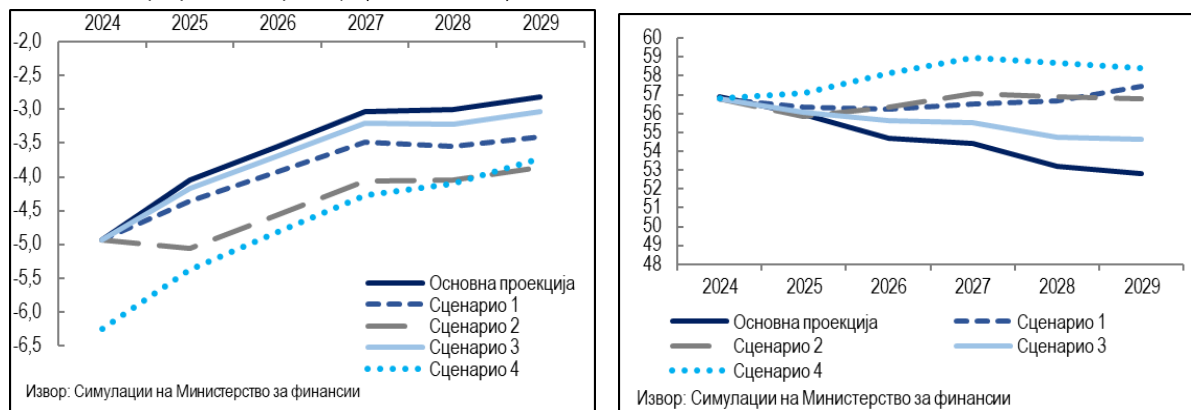 2024 2025 2026 2027 2028 2029
-2,0
-2,5
-3,0
-3,5
-4,0
-4,5
-5,0
-5,5
-6,0
-6,5
Основна проекција
Сценарио 1
Сценарио 2
Сценарио 3
Сценарио 4
Извор: Симулации на Министерство за финансии
60
59
58
57
56
55
54
53
52
51
50
49
48
2024 2025 2026 2027 2028 2029
Основна проекција Сценарио 1
Сценарио 2 Сценарио 3
Сценарио 4
Извор: Симулации на Министерство за финансии